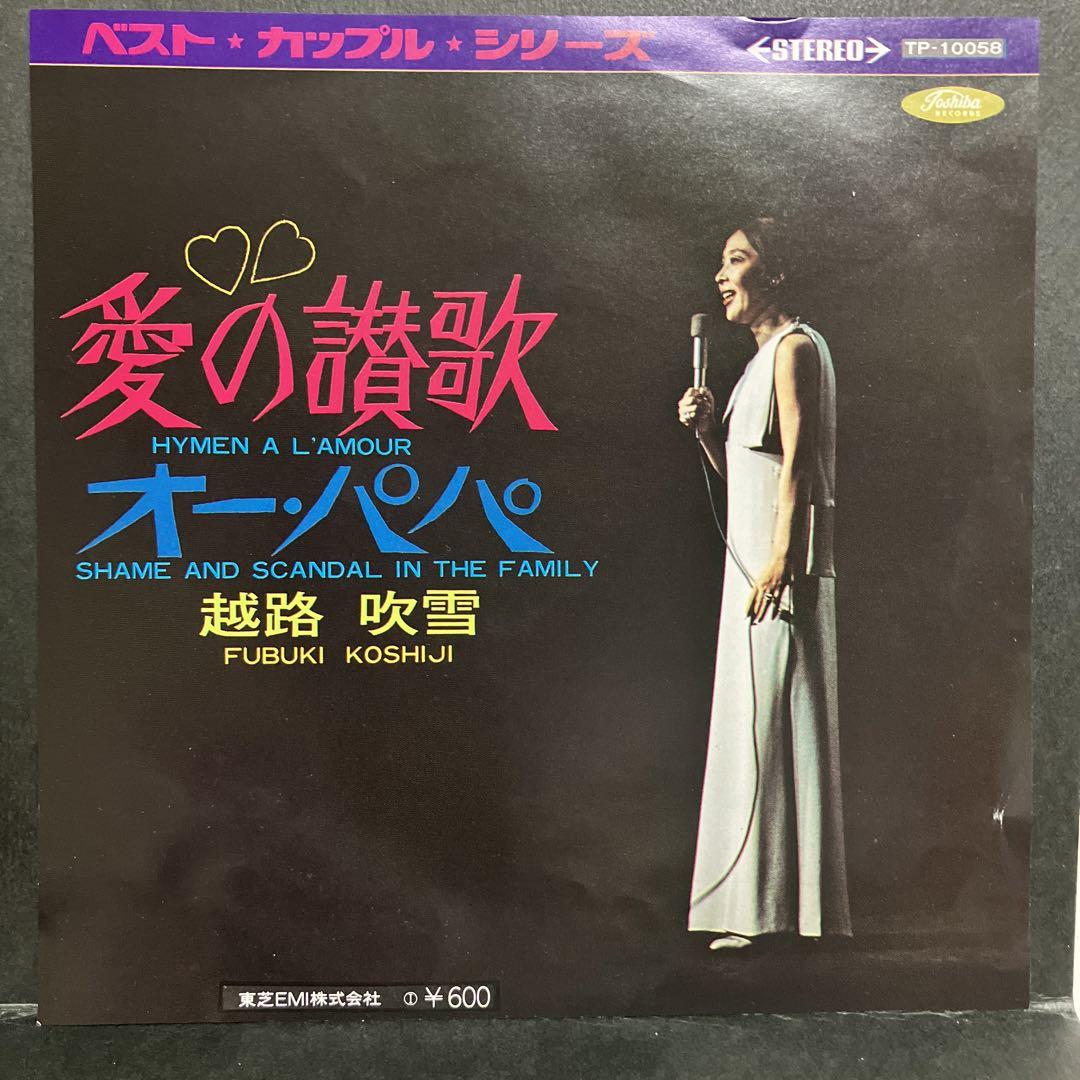 ベスト★カップル★シリーズ
←STEREO→ TP-10058
Toshiba
RECORDS
愛の讃歌
HYMEN A L'AMOUR
オー・パパ
SHAME AND SCANDAL IN THE FAMILY
越路 吹雪
FUBUKI KOSHIJI
東芝EMI株式会社 ① ¥600